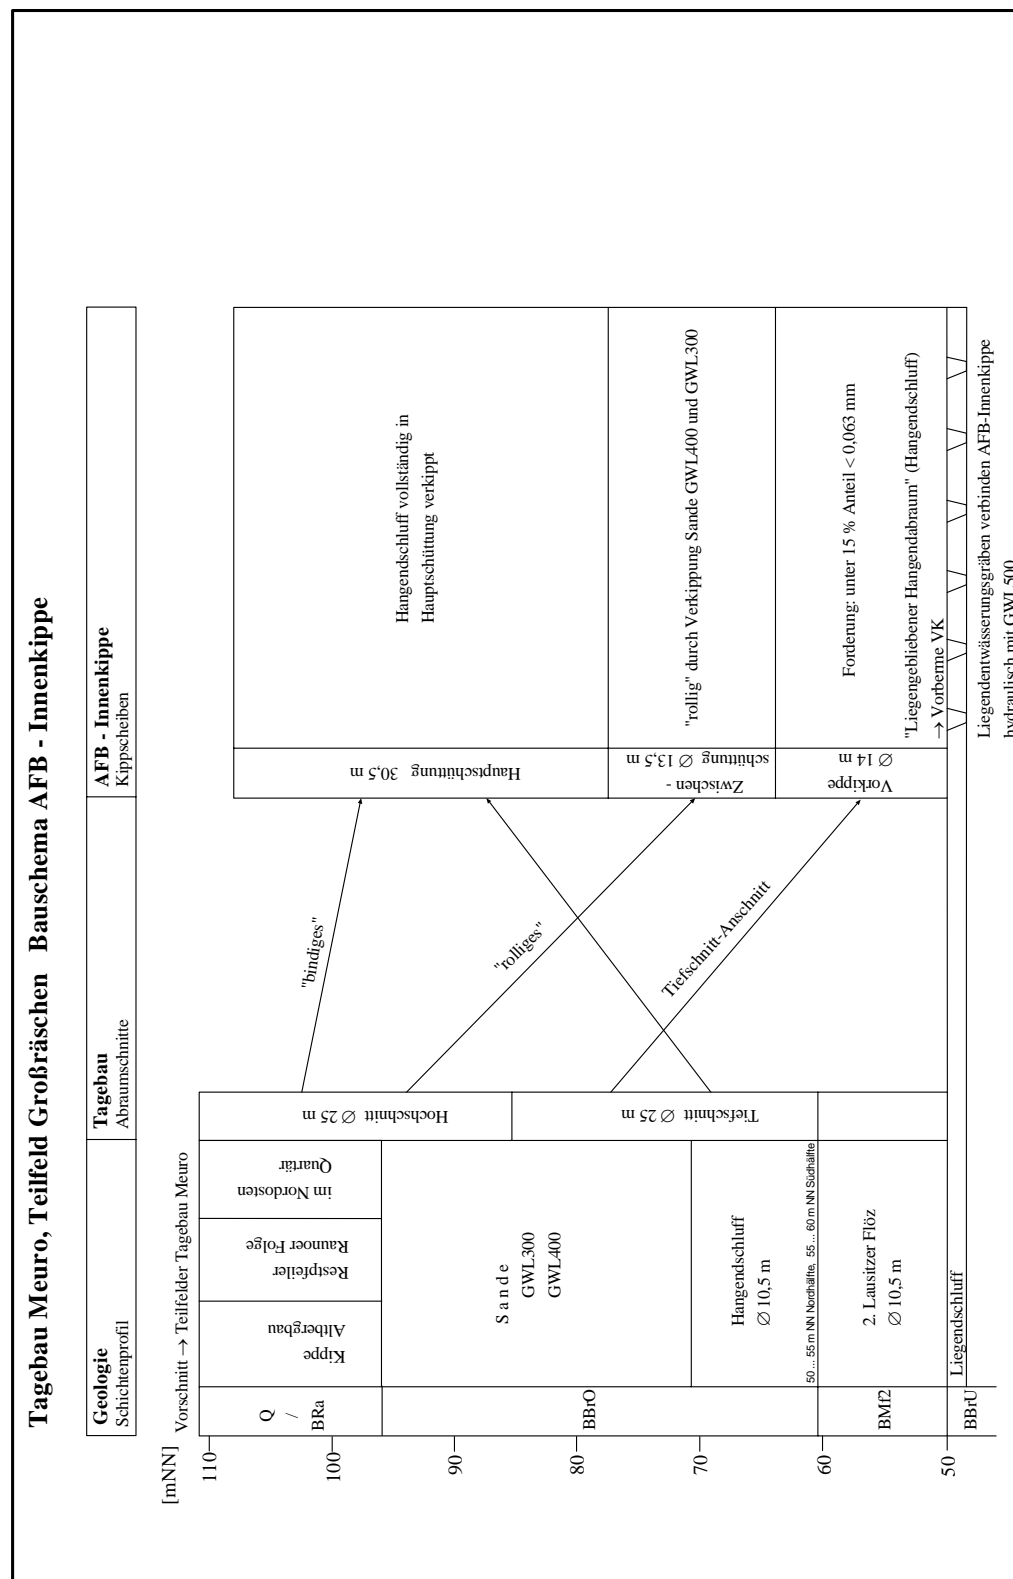 Tagebau Meuro, Teilfeld Großräschen   Bauschema AFB - Innenkippe
Geologie
Schichtenprofil
Tagebau
Abraumschnitte
AFB - Innenkippe
Kippscheiben
[mNN]
Vorschnitt → Teilfelder Tagebau Meuro
110
100
90
80
70
60
50
Q
/
BRa
BBrO
BMf2
BBrU
Kippe
Altbergbau
Restpfeiler
Raunoer Folge
im Nordosten
Quartär
S a n d e
GWL300
GWL400
Hangendschluff
∅ 10,5 m
50 ... 55 m NN Nordhälfte, 55 ... 60 m NN Südhälfte
2. Lausitzer Flöz
∅ 10,5 m
Liegendschluff
Hochschnitt ∅ 25 m
Tiefschnitt ∅ 25 m
"bindiges"
"rolliges"
Tiefschnitt-Anschnitt
Hauptschüttung 30,5 m
Zwischen -
schüttung ∅ 13,5 m
Vorkippe
∅ 14 m
Hangendschluff vollständig in
Hauptschüttung verkippt
"rollig" durch Verkippung Sande GWL400 und GWL300
Forderung: unter 15 % Anteil < 0,063 mm
"Liegengebliebener Hangendabraum" (Hangendschluff)
→ Vorberme VK
Liegendentwässerungsgräben verbinden AFB-Innenkippe
hydraulisch mit GWL500